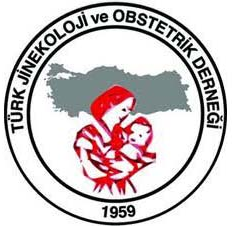 TÜRK JİNEKOLOJİ ve OBSTETRİK DERNEĞİ
1959